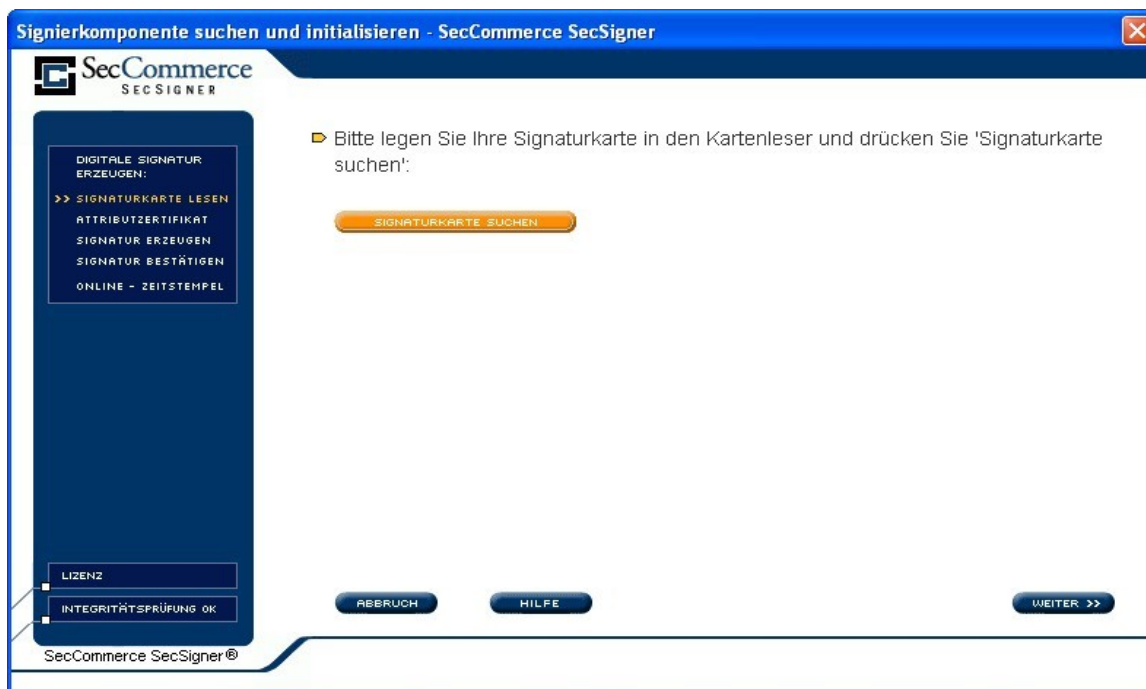 Signierkomponente suchen und initialisieren - SecCommerce SecSigner
SecCommerce
SECSIGNER
DIGITALE SIGNATUR
ERZEUGEN:
>> SIGNATURKARTE LESEN
ATTRIBUTZERTIFIKAT
SIGNATUR ERZEUGEN
SIGNATUR BESTÄTIGEN
ONLINE - ZEITSTEMPEL
Bitte legen Sie Ihre Signaturkarte in den Kartenleser und drücken Sie 'Signaturkarte
suchen':
SIGNATURKARTE SUCHEN
LIZENZ
INTEGRITÄTSPRÜFUNG OK
ABBRUCH
HILFE
WEITER >>
SecCommerce SecSigner®